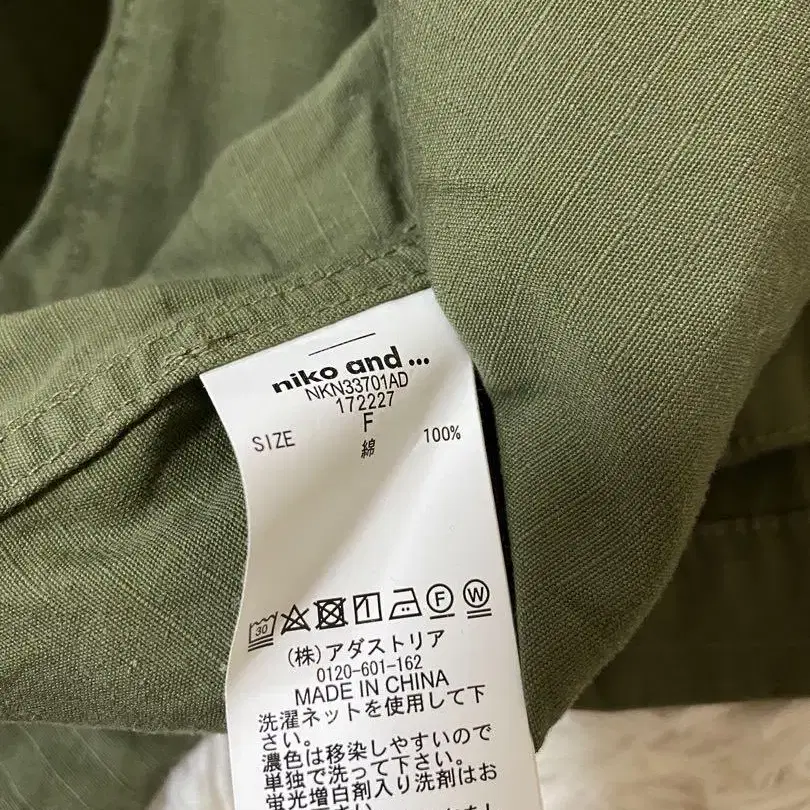 niko and ...
NKN33701AD
172227
SIZE F
綿 100%
30 F W
(株)アダストリア
0120-601-162
MADE IN CHINA
洗濯ネットを使用して下
さい。
濃色は移染しやすいので
単独で洗って下さい。
蛍光増白剤入り洗剤はお